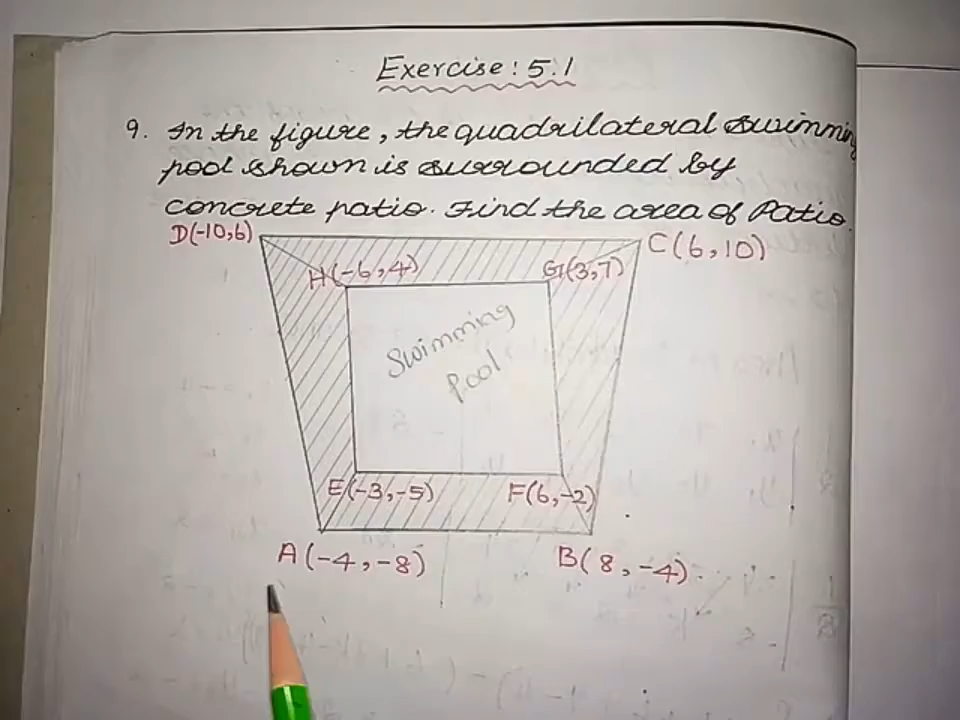 Exercise: 5.1
9. In the figure, the quadrilateral swimming
pool shown is surrounded by
concrete patio. Find the area of Patio.
D(-10,6)
C(6,10)
H(-6,4)
G(3,7)
Swimming
Pool
E(-3,-5)
F(6,-2)
A(-4,-8)
B(8,-4).